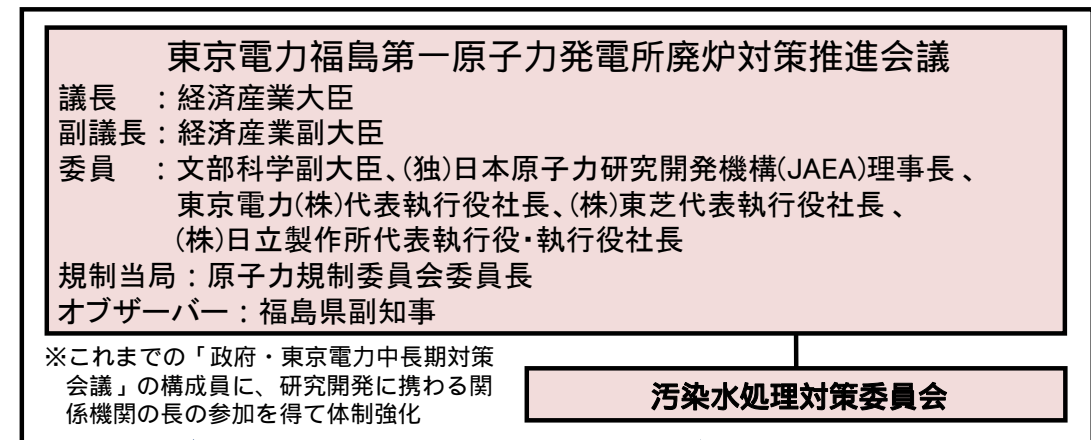 東京電力福島第一原子力発電所廃炉対策推進会議
議長　：経済産業大臣
副議長：経済産業副大臣
委員　：文部科学副大臣、(独)日本原子力研究開発機構(JAEA)理事長、
東京電力(株)代表執行役社長、(株)東芝代表執行役社長、
(株)日立製作所代表執行役・執行役社長
規制当局：原子力規制委員会委員長
オブザーバー：福島県副知事
※これまでの「政府・東京電力中長期対策
会議」の構成員に、研究開発に携わる関
係機関の長の参加を得て体制強化
汚染水処理対策委員会